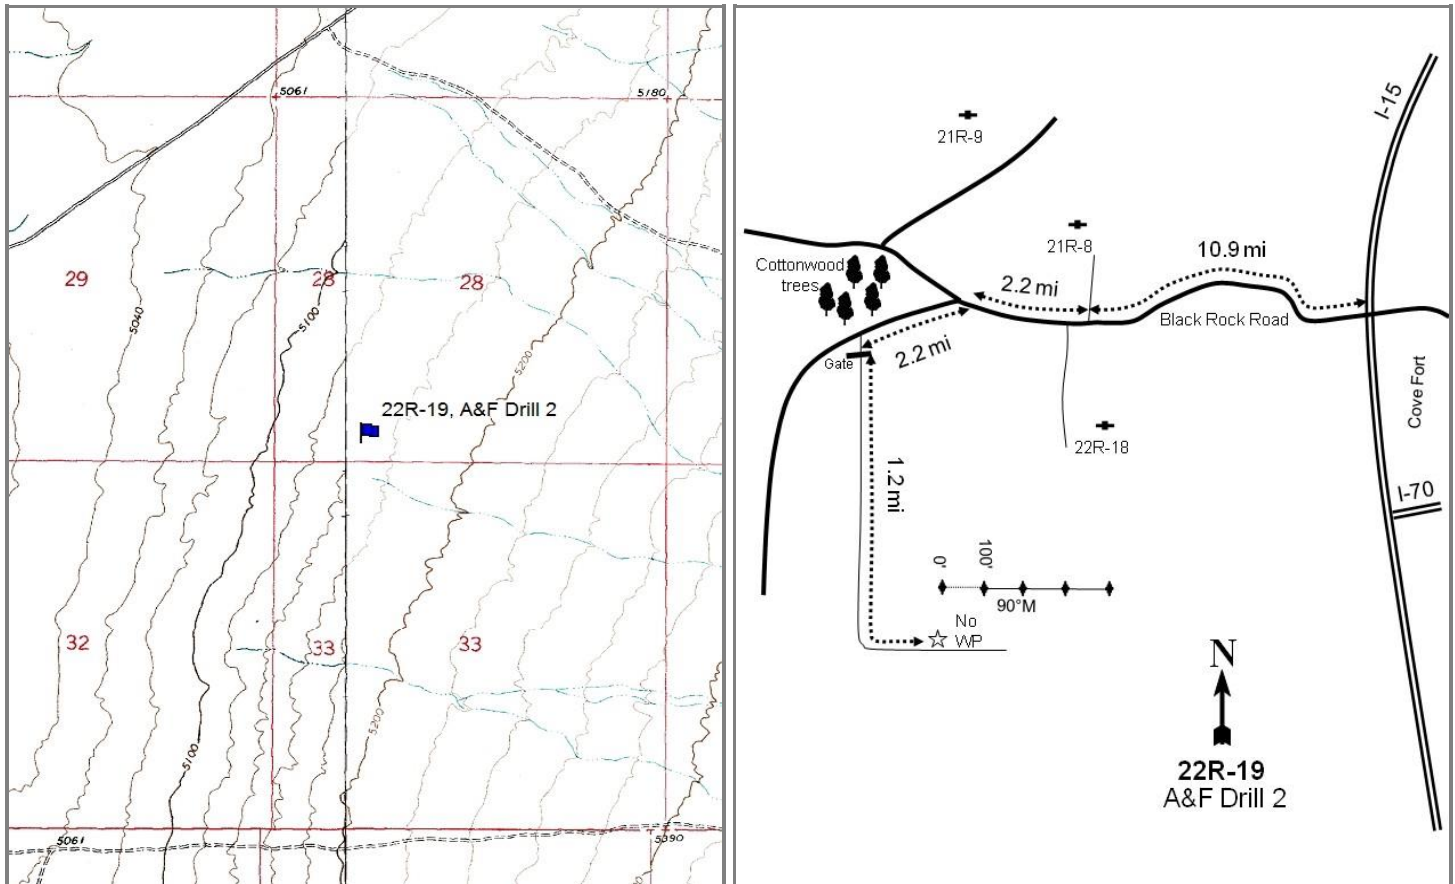 5061
5180
29
28
28
5040
5100
5200
22R-19, A&F Drill 2
32
33
33
5200
5100
5061
5390
I-15
21R-9
21R-8
10.9 mi
Cottonwood
trees
2.2 mi
Black Rock Road
2.2 mi
Gate
Cove Fort
22R-18
1.2 mi
I-70
0'
100'
90°M
No
WP
N
22R-19
A&F Drill 2